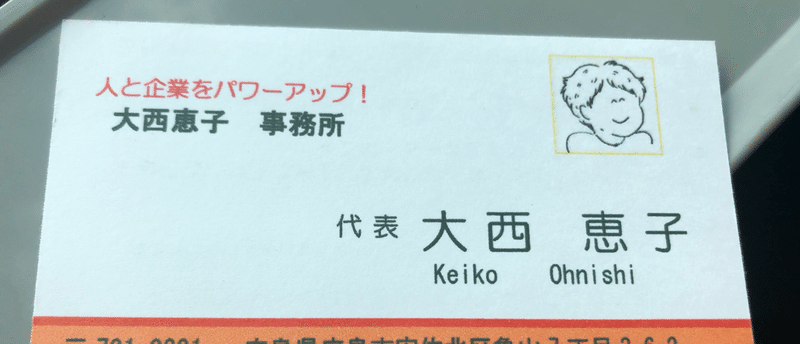 人と企業をパワーアップ！
大西恵子　事務所
代表 大西 恵子
Keiko Ohnishi